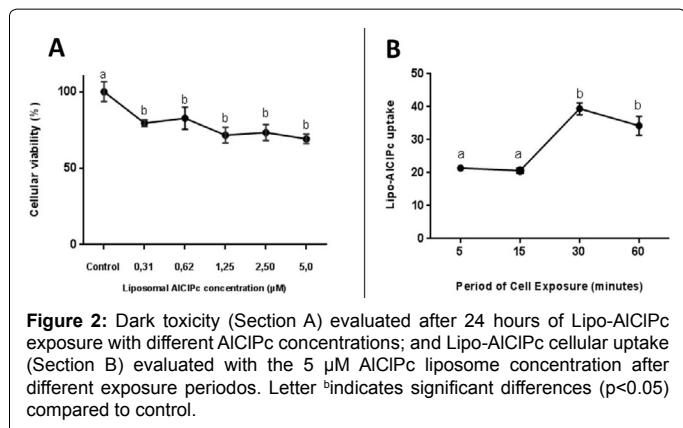 A
a
b
b
b
b
b
100
50
0
Cellular viability (%)
Control 0,31 0,62 1,25 2,50 5,0
Liposomal AlClPc concentration (µM)
B
50
40
30
20
10
0
Lipo-AlClPc uptake
a
a
b
b
5 15 30 60
Period of Cell Exposure (minutes)
Figure 2: Dark toxicity (Section A) evaluated after 24 hours of Lipo-AlClPc
exposure with different AlClPc concentrations; and Lipo-AlClPc cellular uptake
(Section B) evaluated with the 5 µM AlClPc liposome concentration after
different exposure periodos. Letter ᵇindicates significant differences (p<0.05)
compared to control.